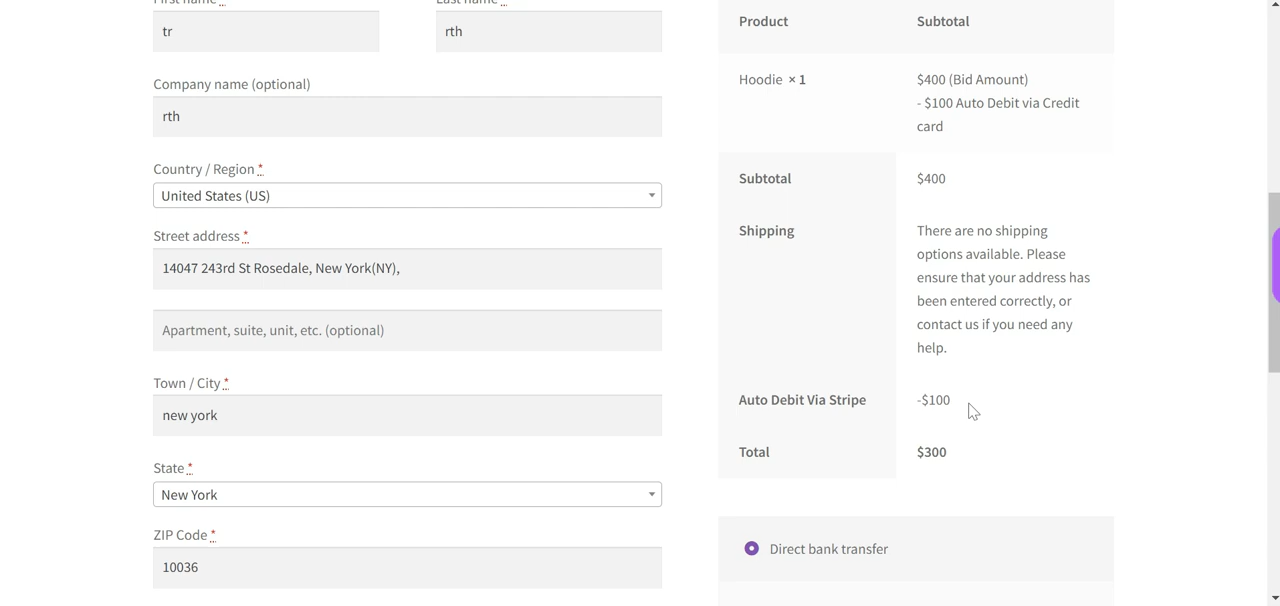 First name *
Last name *
tr
rth
Company name (optional)
rth
Country / Region *
United States (US)
Street address *
14047 243rd St Rosedale, New York(NY),
Apartment, suite, unit, etc. (optional)
Town / City *
new york
State *
New York
ZIP Code *
10036
Product Subtotal
Hoodie × 1
$400 (Bid Amount)
- $100 Auto Debit via Credit
card
Subtotal $400
Shipping
There are no shipping
options available. Please
ensure that your address has
been entered correctly, or
contact us if you need any
help.
Auto Debit Via Stripe -$100
Total $300
Direct bank transfer